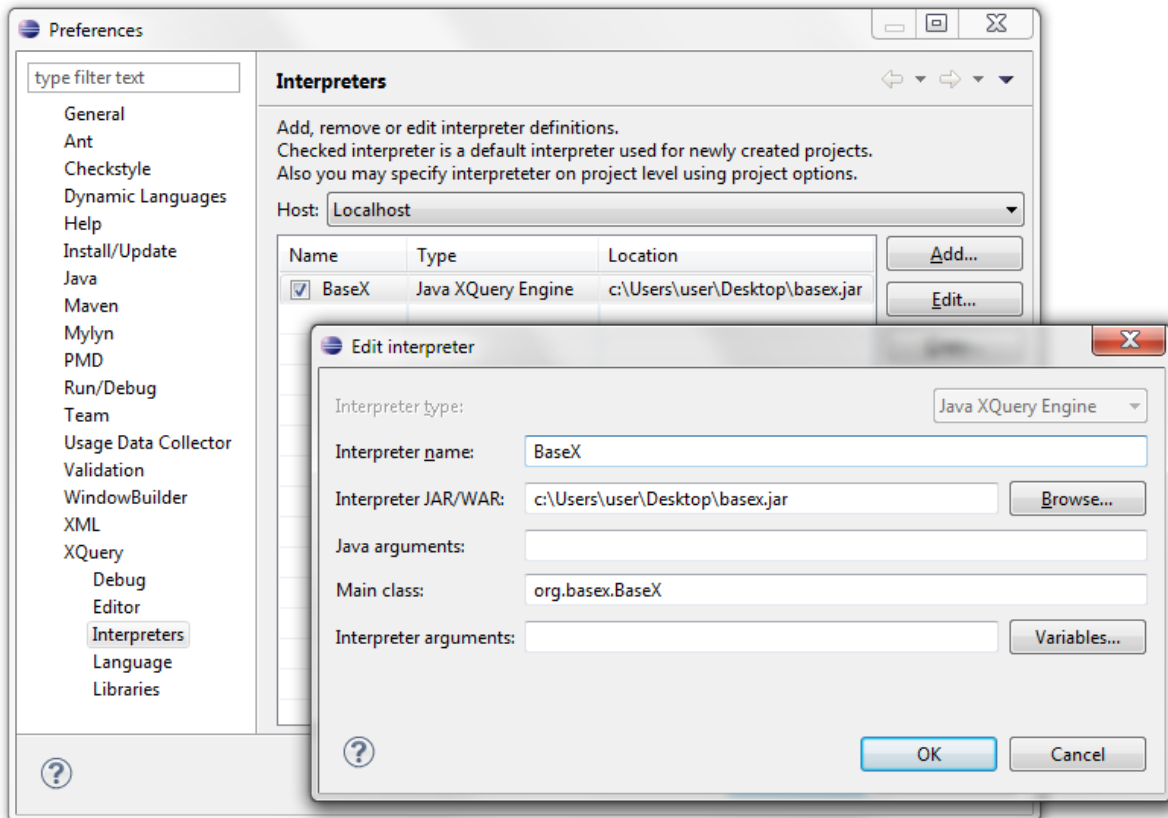 Preferences
type filter text
General
Ant
Checkstyle
Dynamic Languages
Help
Install/Update
Java
Maven
Mylyn
PMD
Run/Debug
Team
Usage Data Collector
Validation
WindowBuilder
XML
XQuery
Debug
Editor
Interpreters
Language
Libraries
Interpreters
Add, remove or edit interpreter definitions.
Checked interpreter is a default interpreter used for newly created projects.
Also you may specify interpreteter on project level using project options.
Host: Localhost
Name Type Location
BaseX Java XQuery Engine c:\Users\user\Desktop\basex.jar
Add...
Edit...
Edit interpreter
Interpreter type: Java XQuery Engine
Interpreter name: BaseX
Interpreter JAR/WAR: c:\Users\user\Desktop\basex.jar Browse...
Java arguments:
Main class: org.basex.BaseX
Interpreter arguments: Variables...
OK Cancel